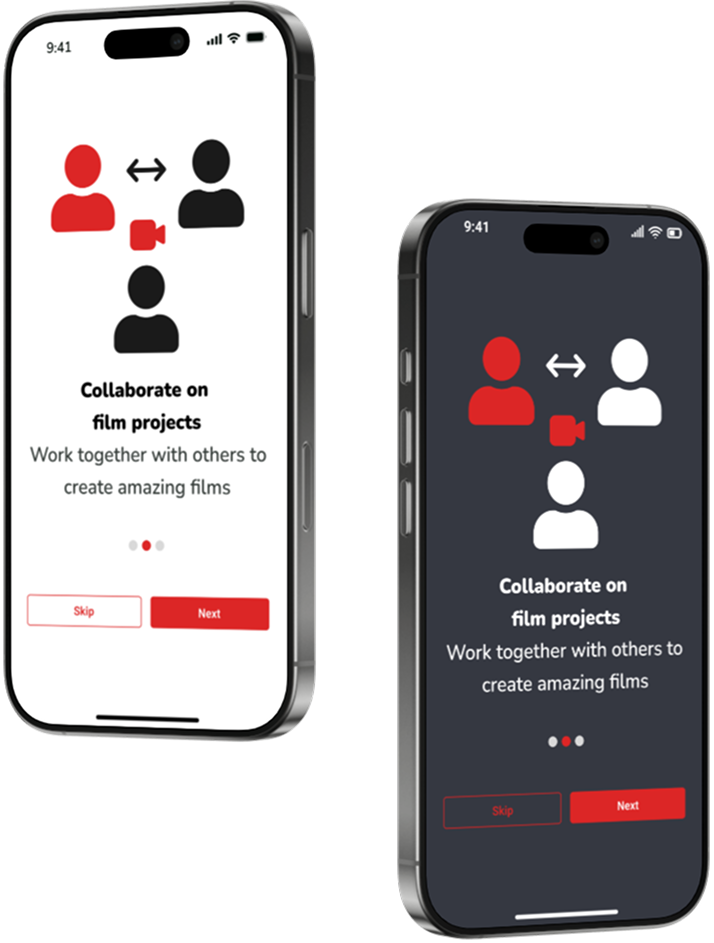 9:41
Collaborate on
film projects
Work together with others to
create amazing films
Skip
Next
9:41
Collaborate on
film projects
Work together with others to
create amazing films
Skip
Next